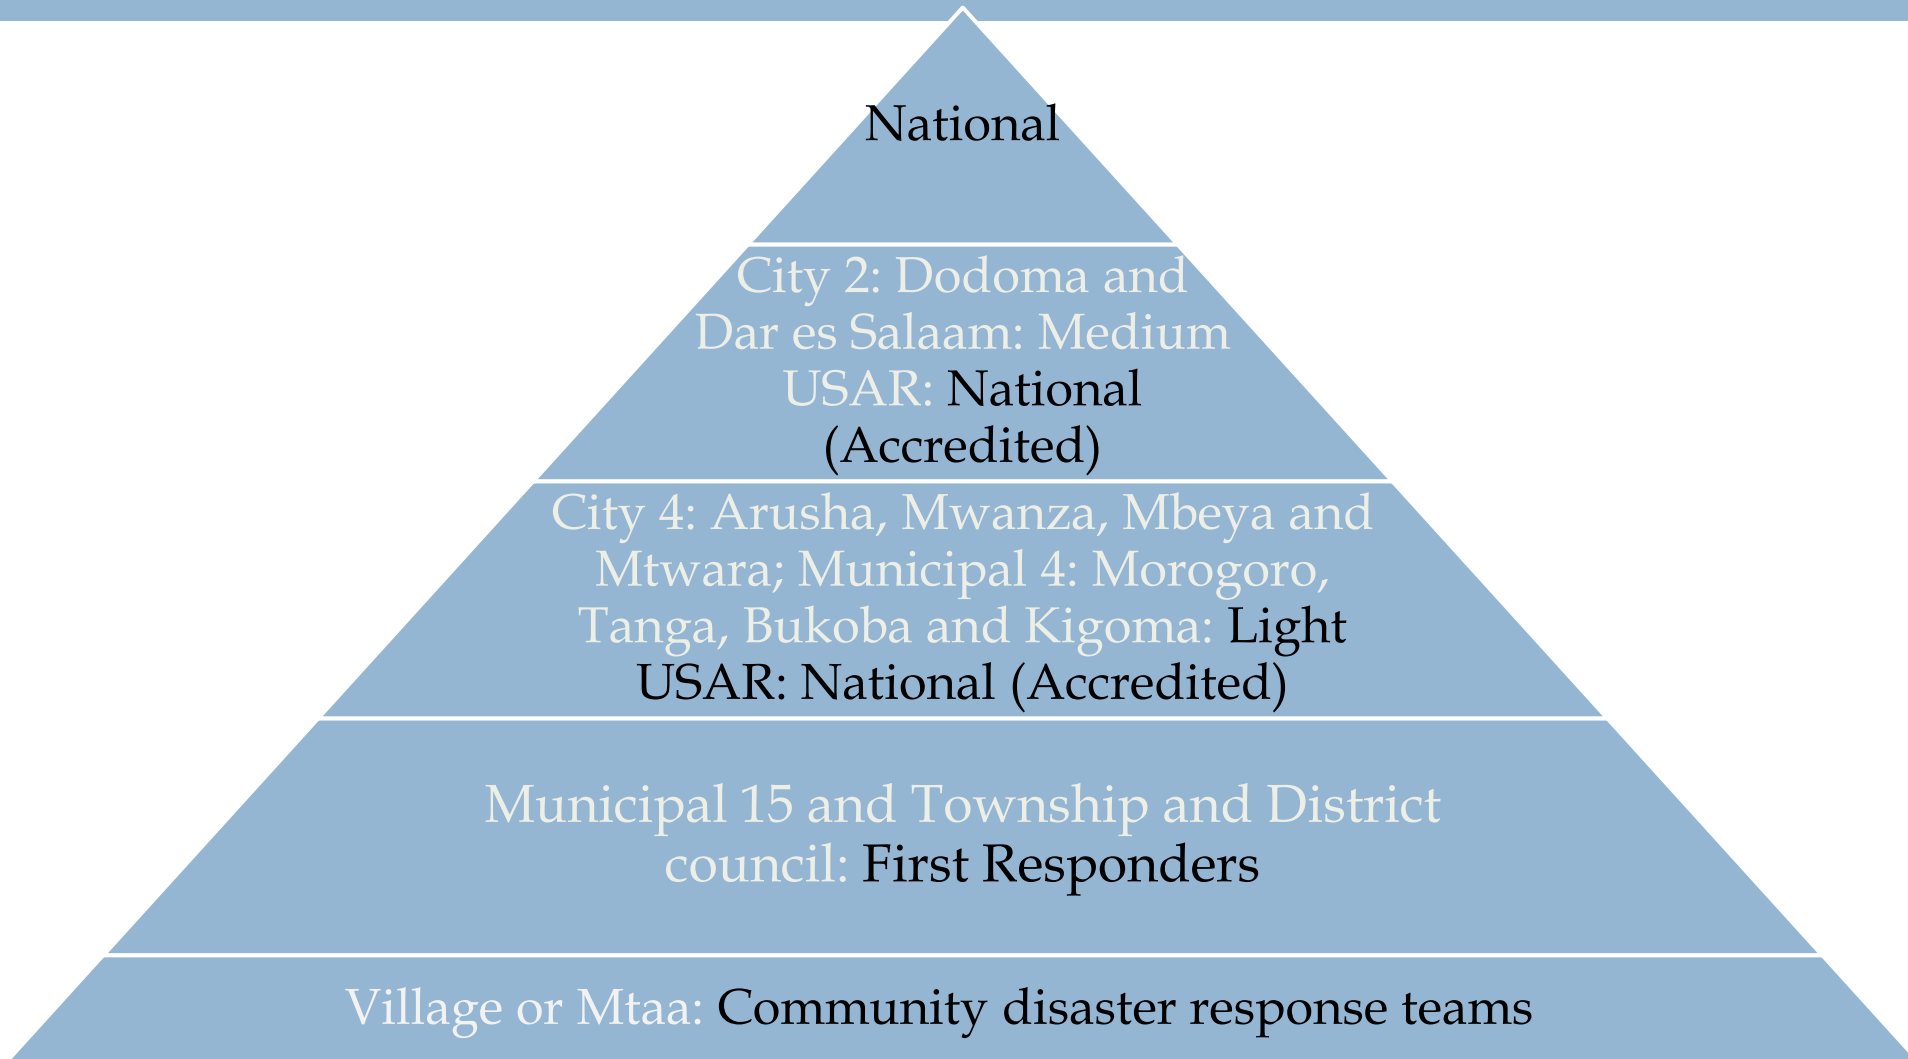 National
City 2: Dodoma and
Dar es Salaam: Medium
USAR: National
(Accredited)
City 4: Arusha, Mwanza, Mbeya and
Mtwara; Municipal 4: Morogoro,
Tanga, Bukoba and Kigoma: Light
USAR: National (Accredited)
Municipal 15 and Township and District
council: First Responders
Village or Mtaa: Community disaster response teams